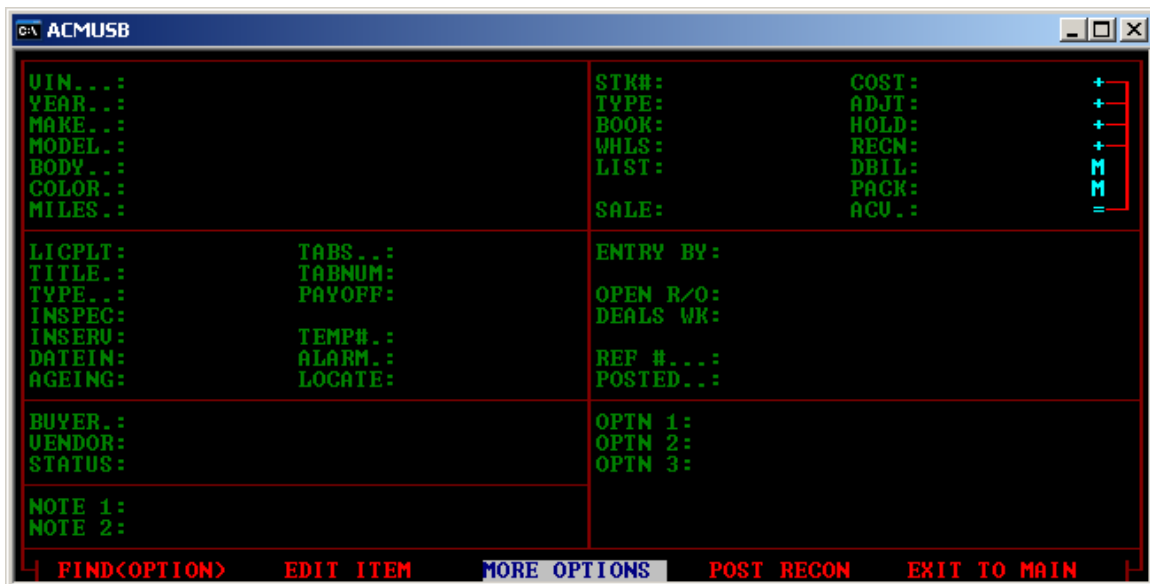 C:\ ACMUSB
VIN...: STK#: COST: +
YEAR..: TYPE: ADJT: +
MAKE..: BOOK: HOLD: +
MODEL.: WHLS: RECN: +
BODY..: LIST: DBIL: M
COLOR.: PACK: M
MILES.: SALE: ACV.: =
LICPLT: TABS..: ENTRY BY:
TITLE.: TABNUM:
TYPE..: PAYOFF: OPEN R/O:
INSPEC: DEALS WK:
INSERV: TEMP#.:
DATEIN: ALARM.: REF #...:
AGEING: LOCATE: POSTED..:
BUYER.: OPTN 1:
VENDOR: OPTN 2:
STATUS: OPTN 3:
NOTE 1:
NOTE 2:
FIND<OPTION> EDIT ITEM MORE OPTIONS POST RECON EXIT TO MAIN